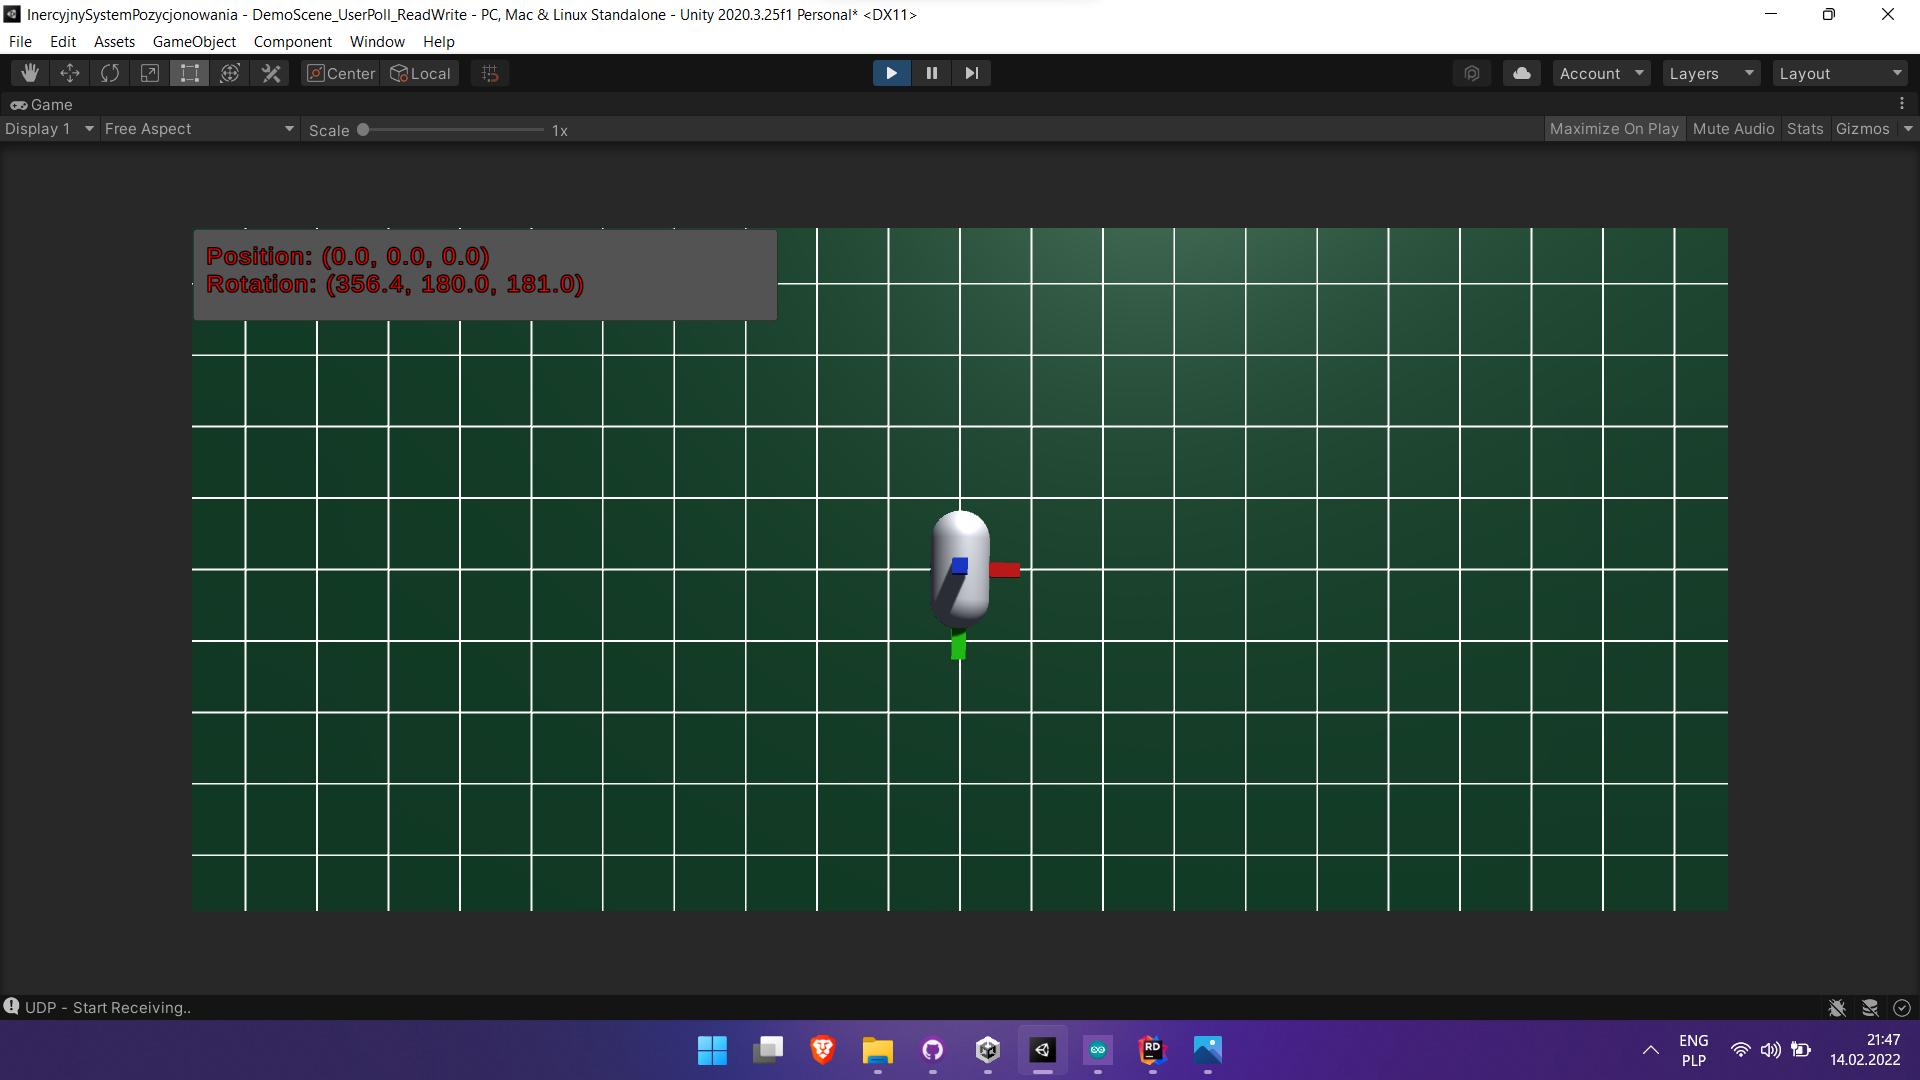 InercyjnySystemPozycjonowania - DemoScene_UserPoll_ReadWrite - PC, Mac & Linux Standalone - Unity 2020.3.25f1 Personal* <DX11>
File Edit Assets GameObject Component Window Help
Center Local Account Layers Layout
Game
Display 1 Free Aspect Scale 1x Maximize On Play Mute Audio Stats Gizmos
Position: (0.0, 0.0, 0.0)
Rotation: (356.4, 180.0, 181.0)
UDP - Start Receiving..
RD
ENG 21:47
PLP 14.02.2022